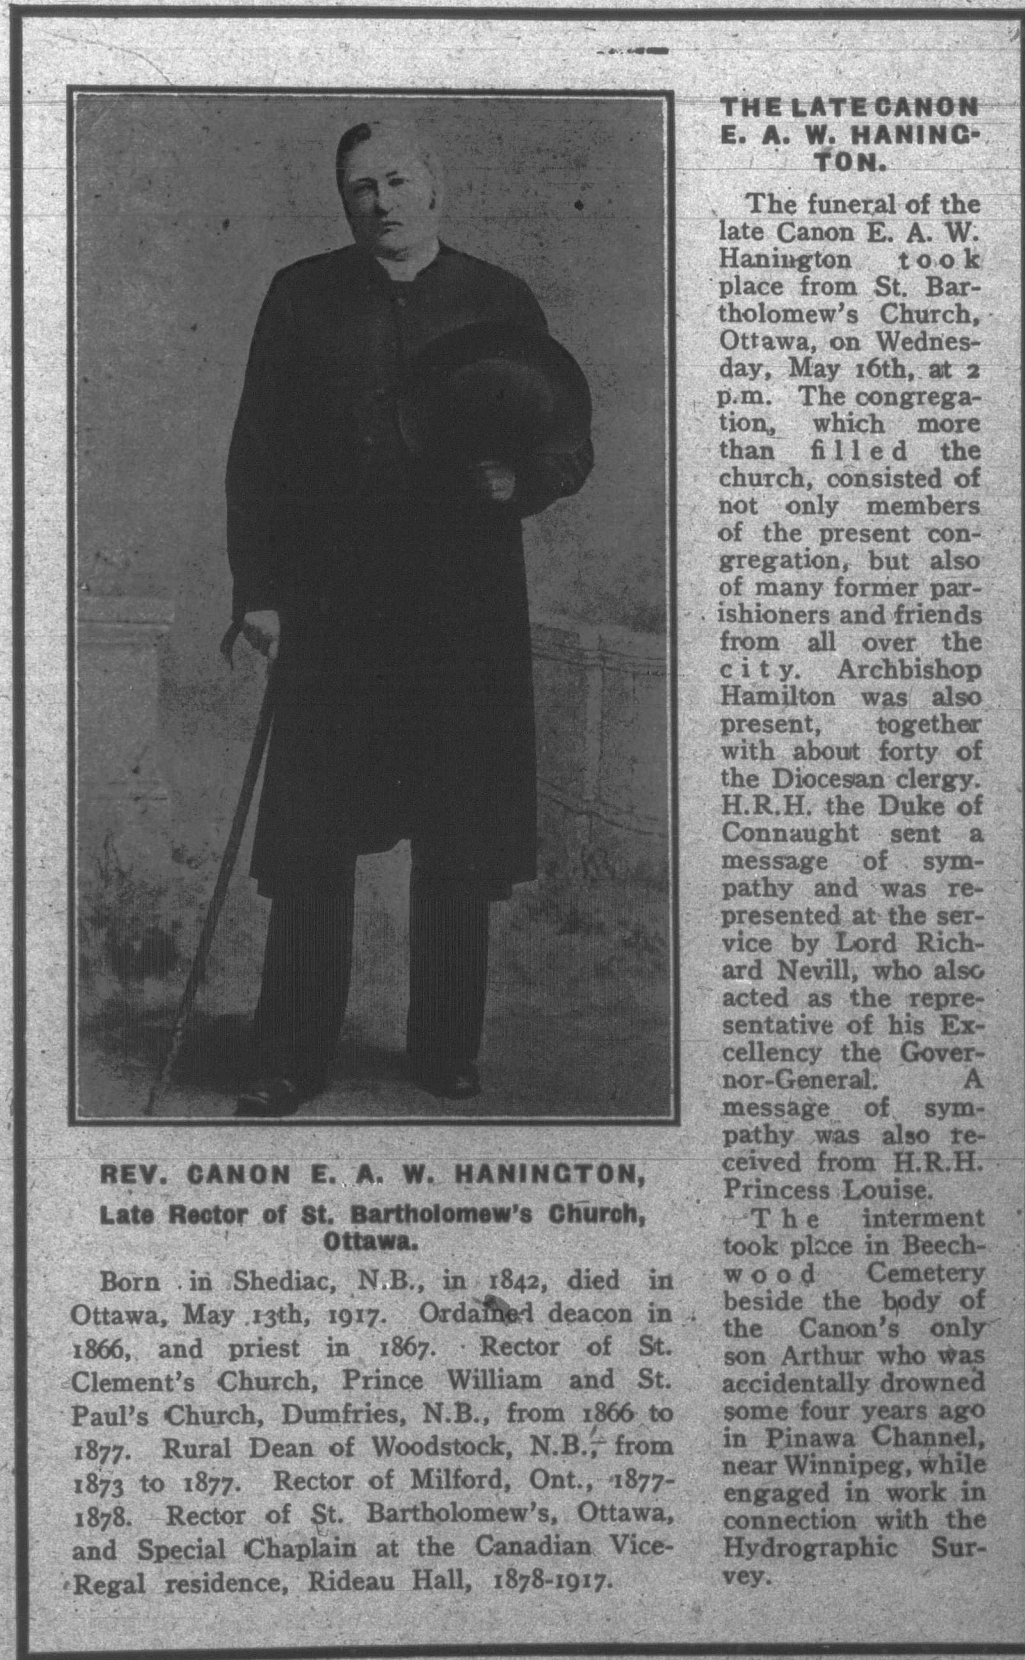 THE LATE CANON
E. A. W. HANING-
TON.
The funeral of the
late Canon E. A. W.
Hanington took
place from St. Bar-
tholomew's Church,
Ottawa, on Wednes-
day, May 16th, at 2
p.m. The congrega-
tion, which more
than filled the
church, consisted of
not only members
of the present con-
gregation, but also
of many former par-
ishioners and friends
from all over the
city. Archbishop
Hamilton was also
present, together
with about forty of
the Diocesan clergy.
H.R.H. the Duke of
Connaught sent a
message of sym-
pathy and was re-
presented at the ser-
vice by Lord Rich-
ard Nevill, who also
acted as the repre-
sentative of his Ex-
cellency the Gover-
nor-General. A
message of sym-
pathy was also re-
ceived from H.R.H.
Princess Louise.
The interment
took place in Beech-
wood Cemetery
beside the body of
the Canon's only
son Arthur who was
accidentally drowned
some four years ago
in Pinawa Channel,
near Winnipeg, while
engaged in work in
connection with the
Hydrographic Sur-
vey.
REV. CANON E. A. W. HANINGTON,
Late Rector of St. Bartholomew's Church,
Ottawa.
Born in Shediac, N.B., in 1842, died in
Ottawa, May 13th, 1917. Ordained deacon in
1866, and priest in 1867. Rector of St.
Clement's Church, Prince William and St.
Paul's Church, Dumfries, N.B., from 1866 to
1877. Rural Dean of Woodstock, N.B., from
1873 to 1877. Rector of Milford, Ont., 1877-
1878. Rector of St. Bartholomew's, Ottawa,
and Special Chaplain at the Canadian Vice-
Regal residence, Rideau Hall, 1878-1917.